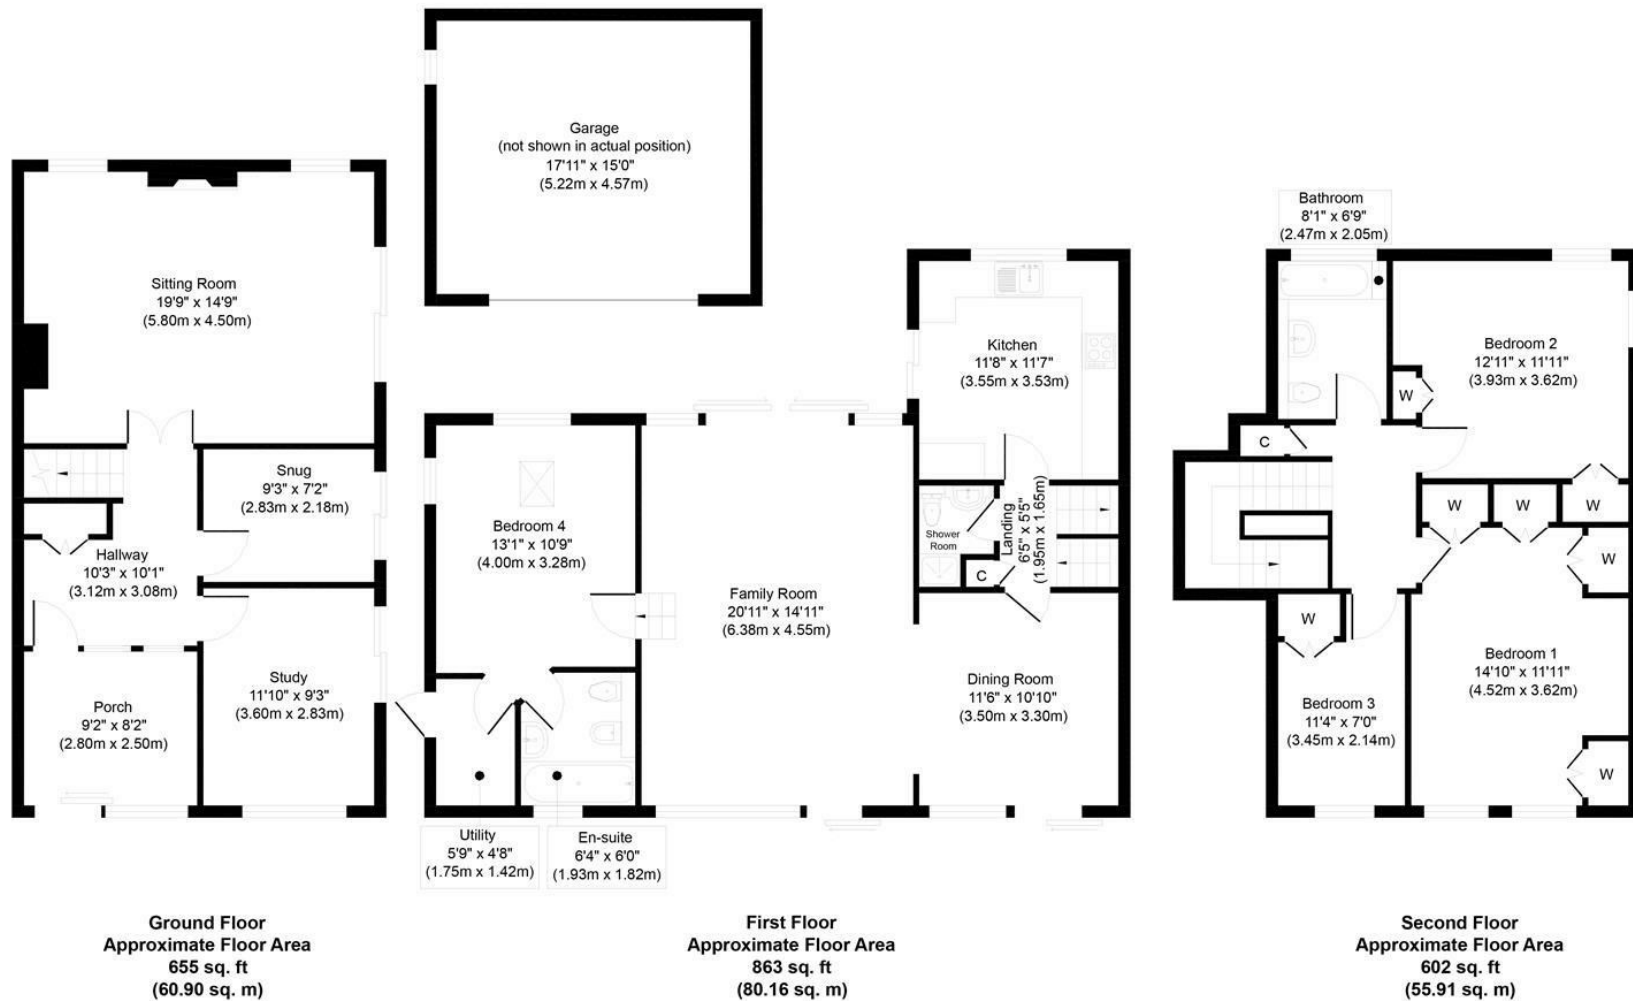 Garage
(not shown in actual position)
17'11" x 15'0"
(5.22m x 4.57m)
Sitting Room
19'9" x 14'9"
(5.80m x 4.50m)
Snug
9'3" x 7'2"
(2.83m x 2.18m)
Hallway
10'3" x 10'1"
(3.12m x 3.08m)
Study
11'10" x 9'3"
(3.60m x 2.83m)
Porch
9'2" x 8'2"
(2.80m x 2.50m)
Ground Floor
Approximate Floor Area
655 sq. ft
(60.90 sq. m)
Kitchen
11'8" x 11'7"
(3.55m x 3.53m)
Bedroom 4
13'1" x 10'9"
(4.00m x 3.28m)
Shower
Room
C
Landing
6'5" x 5'5"
(1.95m x 1.65m)
Family Room
20'11" x 14'11"
(6.38m x 4.55m)
Dining Room
11'6" x 10'10"
(3.50m x 3.30m)
Utility
5'9" x 4'8"
(1.75m x 1.42m)
En-suite
6'4" x 6'0"
(1.93m x 1.82m)
First Floor
Approximate Floor Area
863 sq. ft
(80.16 sq. m)
Bathroom
8'1" x 6'9"
(2.47m x 2.05m)
Bedroom 2
12'11" x 11'11"
(3.93m x 3.62m)
W
C
W
W
W
W
W
Bedroom 1
14'10" x 11'11"
(4.52m x 3.62m)
Bedroom 3
11'4" x 7'0"
(3.45m x 2.14m)
W
Second Floor
Approximate Floor Area
602 sq. ft
(55.91 sq. m)